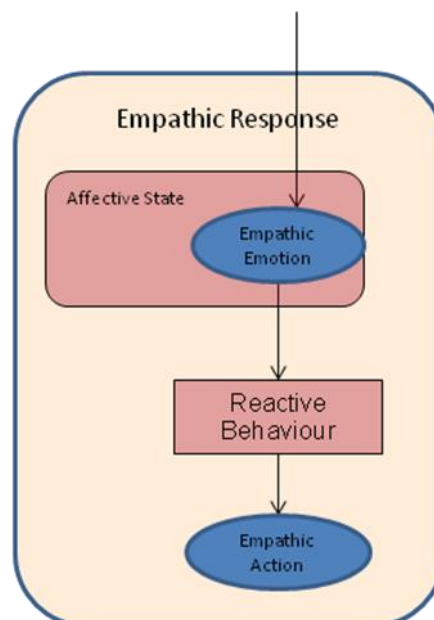 Empathic Response
Affective State
Empathic
Emotion
Reactive
Behaviour
Empathic
Action